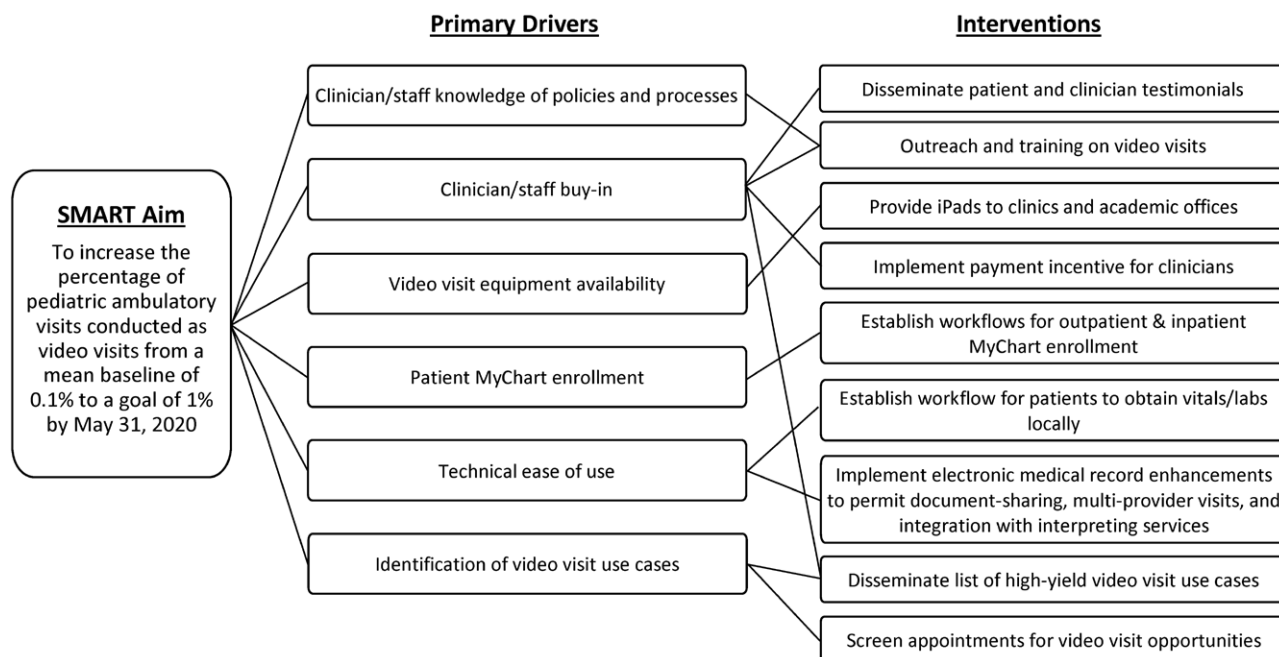 Primary Drivers
Interventions
SMART Aim
To increase the
percentage of
pediatric ambulatory
visits conducted as
video visits from a
mean baseline of
0.1% to a goal of 1%
by May 31, 2020
Clinician/staff knowledge of policies and processes
Clinician/staff buy-in
Video visit equipment availability
Patient MyChart enrollment
Technical ease of use
Identification of video visit use cases
Disseminate patient and clinician testimonials
Outreach and training on video visits
Provide iPads to clinics and academic offices
Implement payment incentive for clinicians
Establish workflows for outpatient & inpatient
MyChart enrollment
Establish workflow for patients to obtain vitals/labs
locally
Implement electronic medical record enhancements
to permit document-sharing, multi-provider visits, and
integration with interpreting services
Disseminate list of high-yield video visit use cases
Screen appointments for video visit opportunities